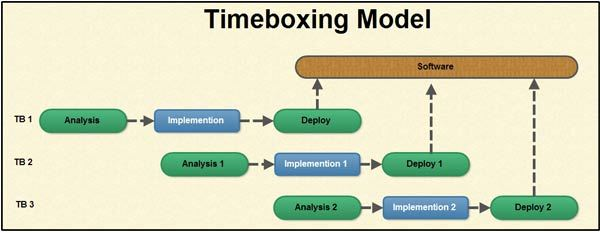 Timeboxing Model
Software
TB 1 Analysis Implemention Deploy
TB 2 Analysis 1 Implemention 1 Deploy 1
TB 3 Analysis 2 Implemention 2 Deploy 2